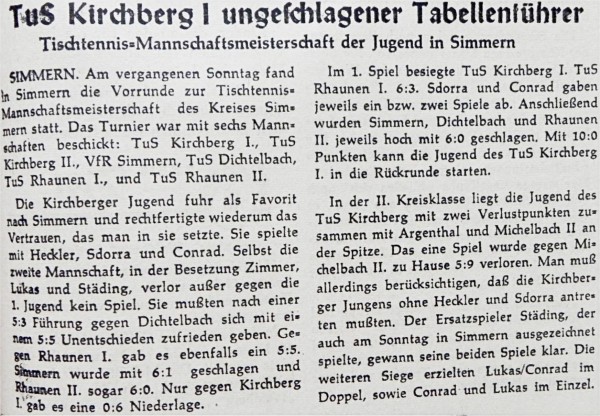 TuS Kirchberg I ungeschlagener Tabellenführer
Tischtennis-Mannschaftsmeisterschaft der Jugend in Simmern
SIMMERN. Am vergangenen Sonntag fand
in Simmern die Vorrunde zur Tischtennis-
Mannschaftsmeisterschaft des Kreises Sim-
mern statt. Das Turnier war mit sechs Mann-
schaften beschickt: TuS Kirchberg I., TuS
Kirchberg II., VfR Simmern, TuS Dichtelbach,
TuS Rhaunen I., und TuS Rhaunen II.
Die Kirchberger Jugend fuhr als Favorit
nach Simmern und rechtfertigte wiederum das
Vertrauen, das man in sie setzte. Sie spielte
mit Heckler, Sdorra und Conrad. Selbst die
zweite Mannschaft, in der Besetzung Zimmer,
Lukas und Städing, verlor außer gegen die
1. Jugend kein Spiel. Sie mußten nach einer
5:3 Führung gegen Dichtelbach sich mit ei-
nem 5:5 Unentschieden zufrieden geben. Ge-
gen Rhaunen I. gab es ebenfalls ein 5:5.
Simmern wurde mit 6:1 geschlagen und
Rhaunen II. sogar 6:0. Nur gegen Kirchberg
I. gab es eine 0:6 Niederlage.
Im 1. Spiel besiegte TuS Kirchberg I. TuS
Rhaunen I. 6:3. Sdorra und Conrad gaben
jeweils ein bzw. zwei Spiele ab. Anschließend
wurden Simmern, Dichtelbach und Rhaunen
II. jeweils hoch mit 6:0 geschlagen. Mit 10:0
Punkten kann die Jugend des TuS Kirchberg
I. in die Rückrunde starten.
In der II. Kreisklasse liegt die Jugend des
TuS Kirchberg mit zwei Verlustpunkten zu-
sammen mit Argenthal und Michelbach II an
der Spitze. Das eine Spiel wurde gegen Mi-
chelbach II. zu Hause 5:9 verloren. Man muß
allerdings berücksichtigen, daß die Kirchber-
ger Jungens ohne Heckler und Sdorra antre-
ten mußten. Der Ersatzspieler Städing, der
auch am Sonntag in Simmern ausgezeichnet
spielte, gewann seine beiden Spiele klar. Die
weiteren Siege erzielten Lukas/Conrad im
Doppel, sowie Conrad und Lukas im Einzel.